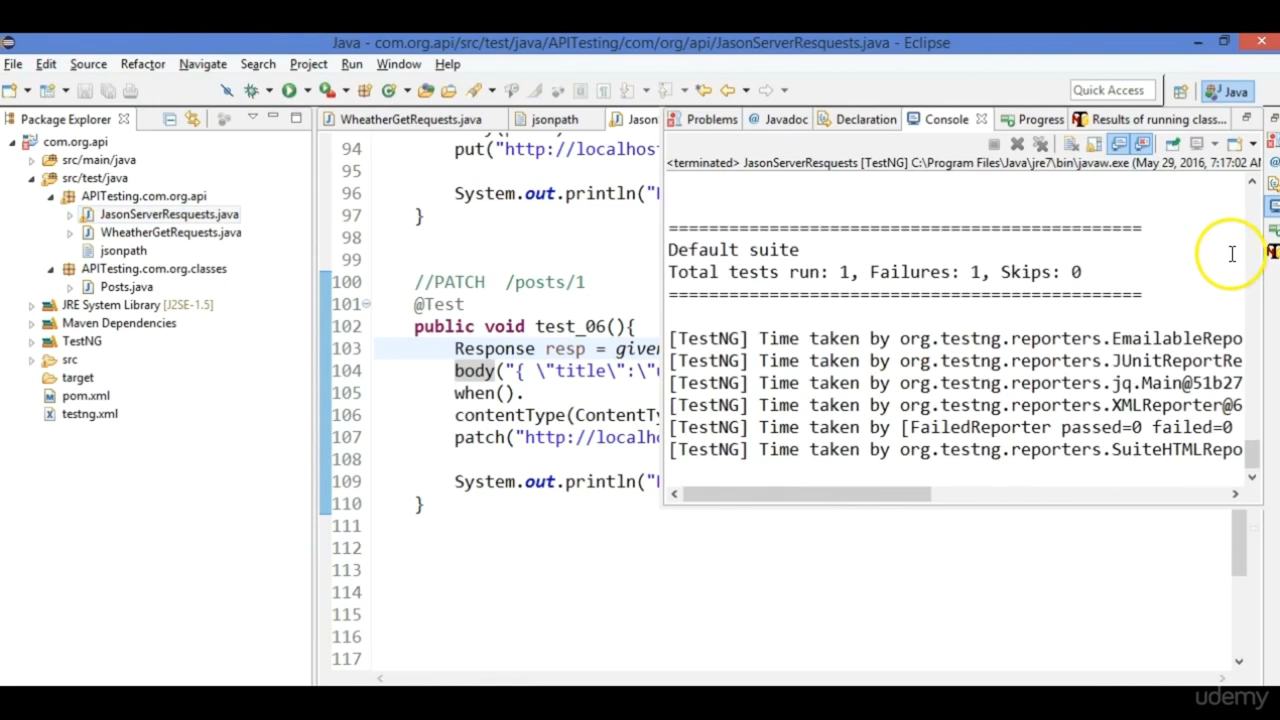 Java - com.org.api/src/test/java/APITesting/com/org/api/JasonServerResquests.java - Eclipse
File Edit Source Refactor Navigate Search Project Run Window Help
Quick Access
Java
Package Explorer
com.org.api
src/main/java
src/test/java
APITesting.com.org.api
JasonServerResquests.java
WheatherGetRequests.java
jsonpath
APITesting.com.org.classes
Posts.java
JRE System Library [J2SE-1.5]
Maven Dependencies
TestNG
src
target
pom.xml
testng.xml
WheatherGetRequests.java
jsonpath
Jason
94 put("http://localhos
95
96 System.out.println("
97 }
98
99
100 //PATCH /posts/1
101 @Test
102 public void test_06(){
103 Response resp = give
104 body("{ \"title\":\"
105 when().
106 contentType(ContentT
107 patch("http://localh
108
109 System.out.println("
110 }
111
112
113
114
115
116
117
Problems Javadoc Declaration Console Progress Results of running class...
<terminated> JasonServerResquests [TestNG] C:\Program Files\Java\jre7\bin\javaw.exe (May 29, 2016, 7:17:02 A
===============================================
Default suite
Total tests run: 1, Failures: 1, Skips: 0
===============================================
[TestNG] Time taken by org.testng.reporters.EmailableRepo
[TestNG] Time taken by org.testng.reporters.JUnitReportRe
[TestNG] Time taken by org.testng.reporters.jq.Main@51b27
[TestNG] Time taken by org.testng.reporters.XMLReporter@6
[TestNG] Time taken by [FailedReporter passed=0 failed=0
[TestNG] Time taken by org.testng.reporters.SuiteHTMLRepo
udemy